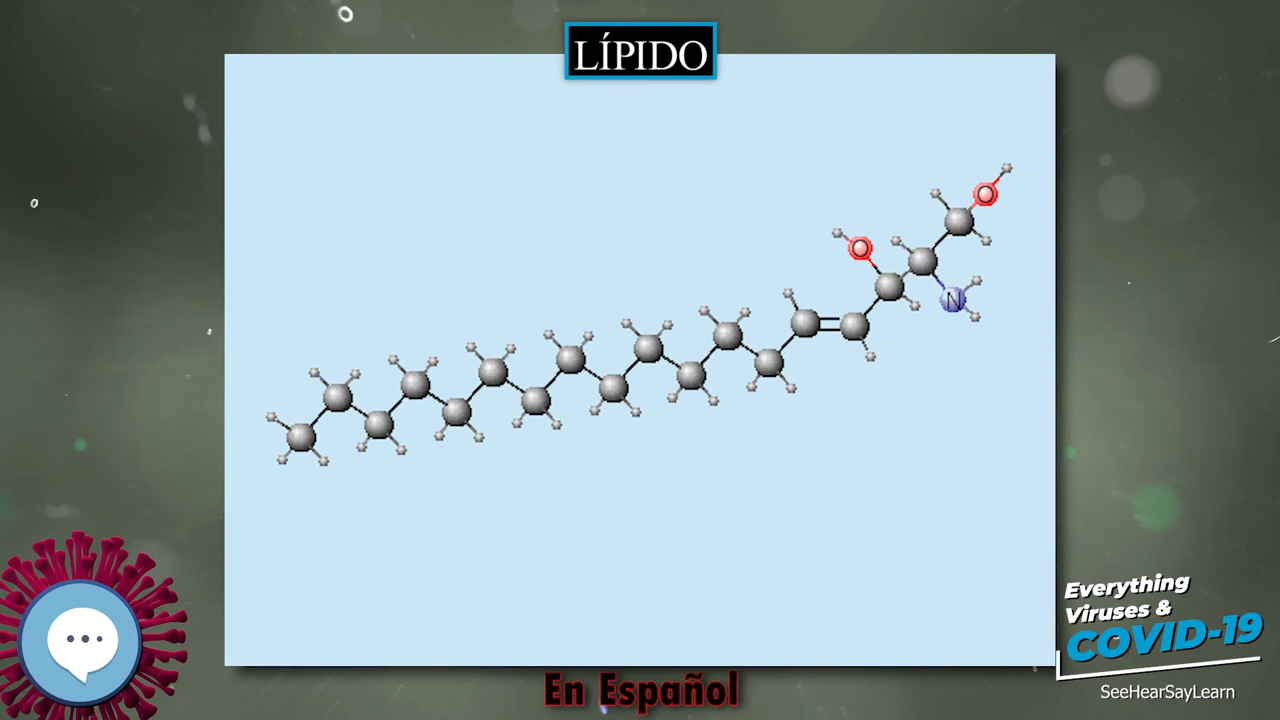 LÍPIDO
O
O
N
Everything
Viruses &
COVID-19
SeeHearSayLearn
En Español